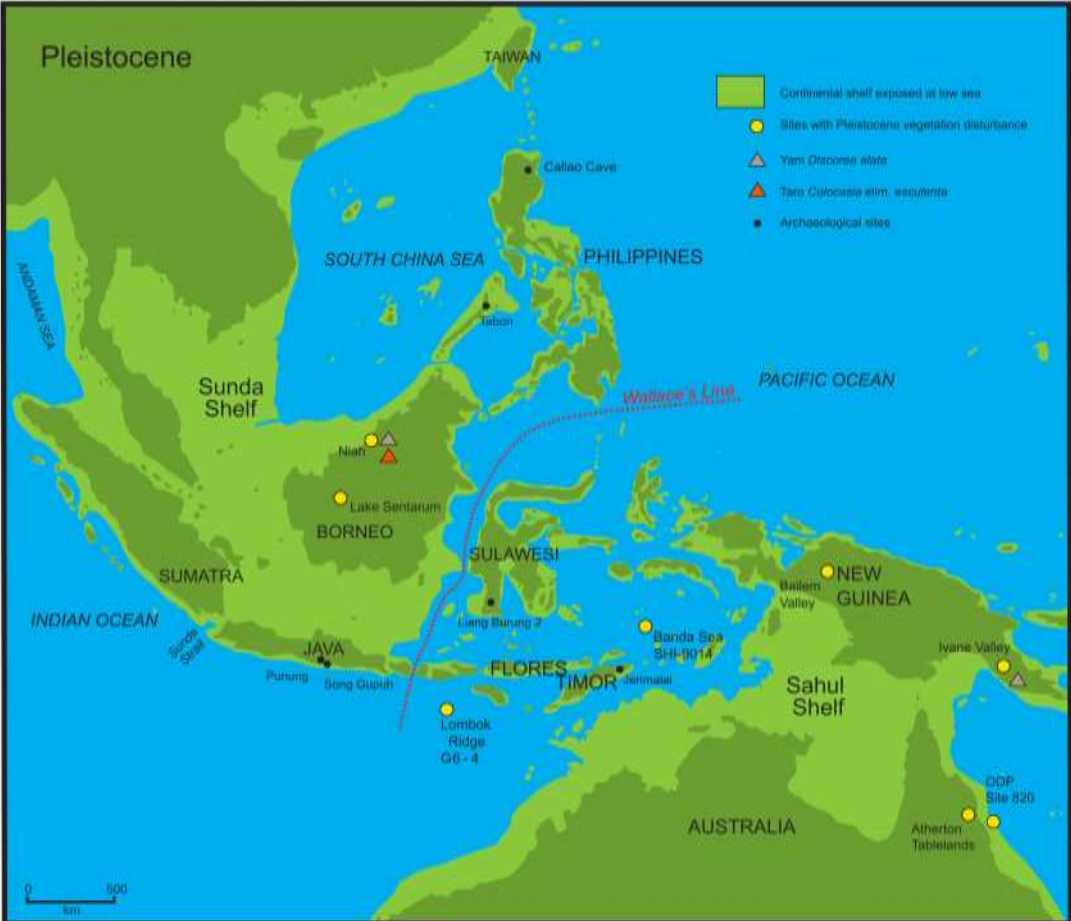 Pleistocene
TAIWAN
Continental shelf exposed at low sea
Sites with Pleistocene vegetation disturbance
Yam Discorea alata
Taro Colocasia elim. esculenta
Archaeological sites
Callao Cave
SOUTH CHINA SEA
PHILIPPINES
ANDAMAN SEA
Tabon
Sunda
Shelf
PACIFIC OCEAN
Wallace's Line
Niah
Lake Sentarum
BORNEO
SULAWESI
SUMATRA
Bailem
Valley
NEW
GUINEA
INDIAN OCEAN
Liang Burung 2
Sunda
Strait
Banda Sea
SHI-9014
JAVA
Punung
Song Gupuh
FLORES
TIMOR
Jerimalai
Ivane Valley
Sahul
Shelf
Lombok
Ridge
G6 - 4
ODP
Site 820
AUSTRALIA
Atherton
Tablelands
0 500
km